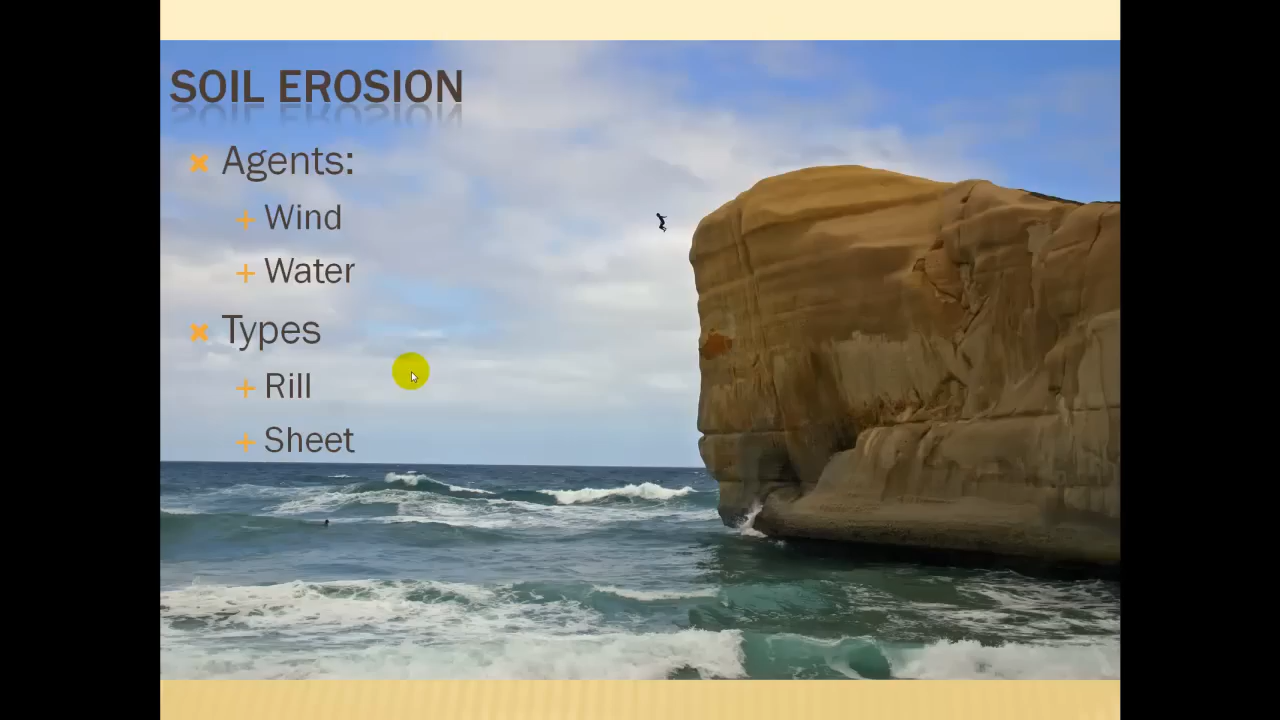 SOIL EROSION
Agents:
Wind
Water
Types
Rill
Sheet